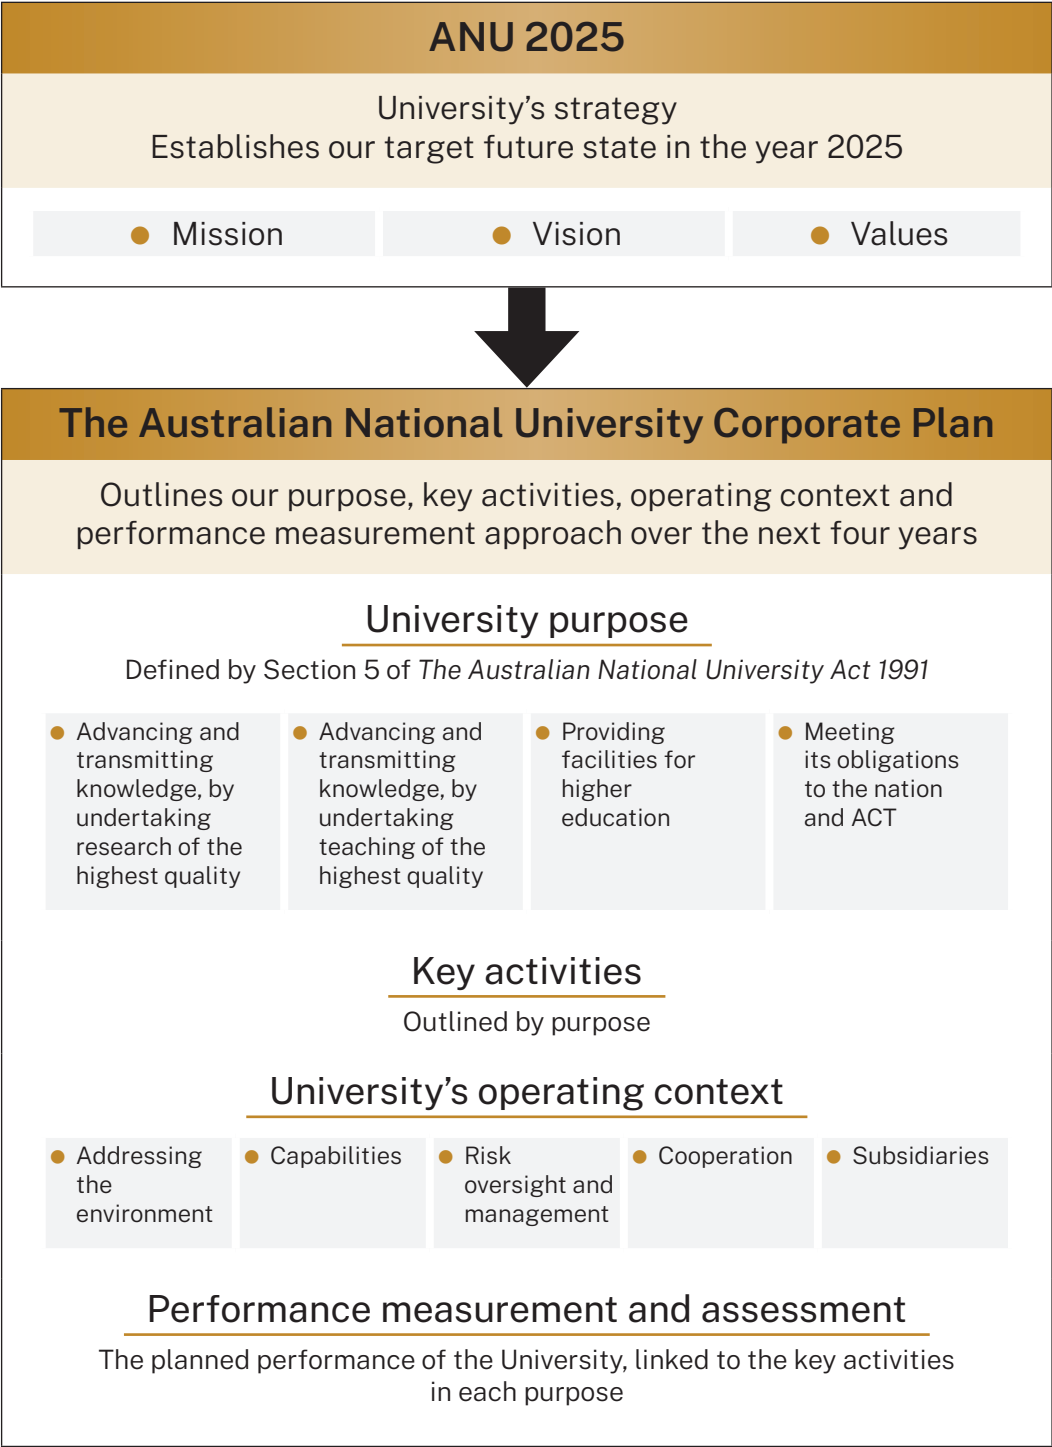 ANU 2025
University’s strategy
Establishes our target future state in the year 2025
● Mission
● Vision
● Values
The Australian National University Corporate Plan
Outlines our purpose, key activities, operating context and
performance measurement approach over the next four years
University purpose
Defined by Section 5 of The Australian National University Act 1991
● Advancing and
transmitting
knowledge, by
undertaking
research of the
highest quality
● Advancing and
transmitting
knowledge, by
undertaking
teaching of the
highest quality
● Providing
facilities for
higher
education
● Meeting
its obligations
to the nation
and ACT
Key activities
Outlined by purpose
University’s operating context
● Addressing
the
environment
● Capabilities
● Risk
oversight and
management
● Cooperation
● Subsidiaries
Performance measurement and assessment
The planned performance of the University, linked to the key activities
in each purpose